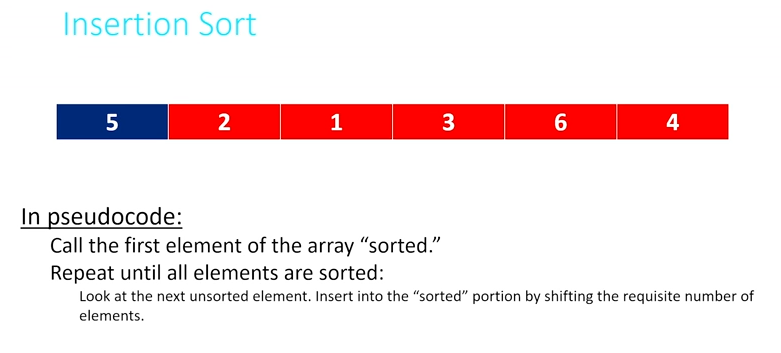 Insertion Sort
5 2 1 3 6 4
In pseudocode:
Call the first element of the array “sorted.”
Repeat until all elements are sorted:
Look at the next unsorted element. Insert into the “sorted” portion by shifting the requisite number of
elements.